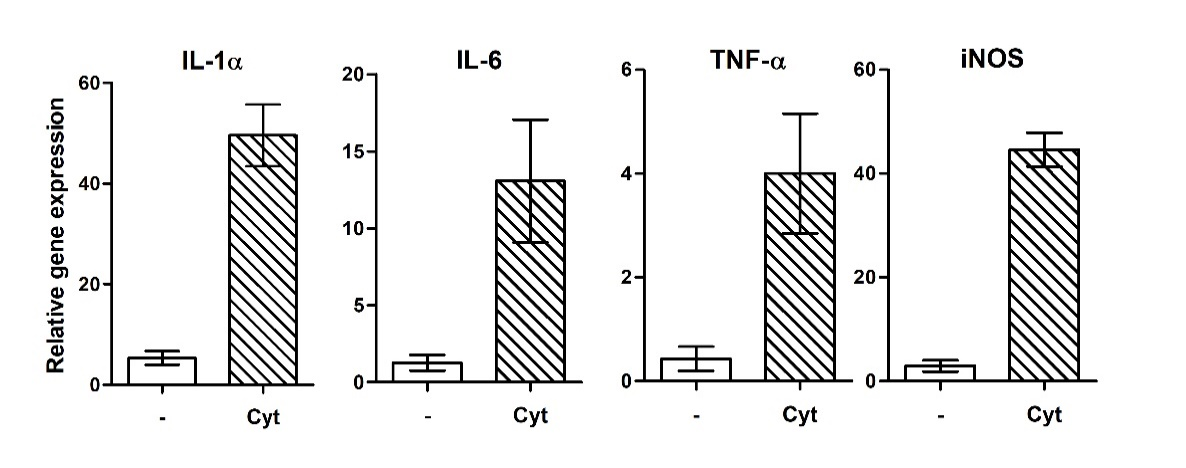 IL-1α
IL-6
TNF-α
iNOS
Relative gene expression
60
40
20
0
- Cyt
20
15
10
5
0
- Cyt
6
4
2
0
- Cyt
60
40
20
0
- Cyt